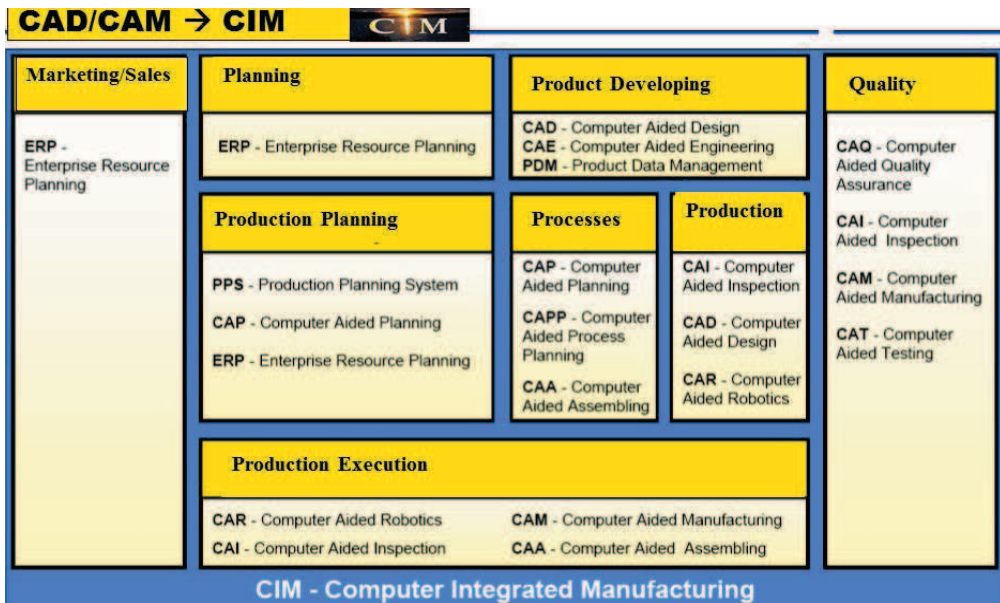 CAD/CAM → CIM
CIM
Marketing/Sales
ERP -
Enterprise Resource
Planning
Planning
ERP - Enterprise Resource Planning
Product Developing
CAD - Computer Aided Design
CAE - Computer Aided Engineering
PDM - Product Data Management
Quality
CAQ - Computer
Aided Quality
Assurance
CAI - Computer
Aided Inspection
CAM - Computer
Aided Manufacturing
CAT - Computer
Aided Testing
Production Planning
-
PPS - Production Planning System
CAP - Computer Aided Planning
ERP - Enterprise Resource Planning
Processes
CAP - Computer
Aided Planning
CAPP - Computer
Aided Process
Planning
CAA - Computer
Aided Assembling
Production
CAI - Computer
Aided Inspection
CAD - Computer
Aided Design
CAR - Computer
Aided Robotics
Production Execution
CAR - Computer Aided Robotics
CAI - Computer Aided Inspection
CAM - Computer Aided Manufacturing
CAA - Computer Aided Assembling
CIM - Computer Integrated Manufacturing